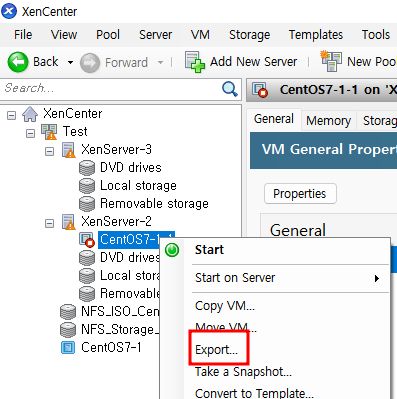 XenCenter
File View Pool Server VM Storage Templates Tools
Back Forward Add New Server New Pool
Search... CentOS7-1-1 on 'X
XenCenter
Test
XenServer-3
DVD drives
Local storage
Removable storage
XenServer-2
CentOS7-1-1
DVD drives
Local stora
Removable
NFS_ISO_Cen
NFS_Storage_
CentOS7-1
General Memory Storag
VM General Proper
Properties
General
Start
Start on Server
Copy VM...
Move VM...
Export...
Take a Snapshot...
Convert to Template...